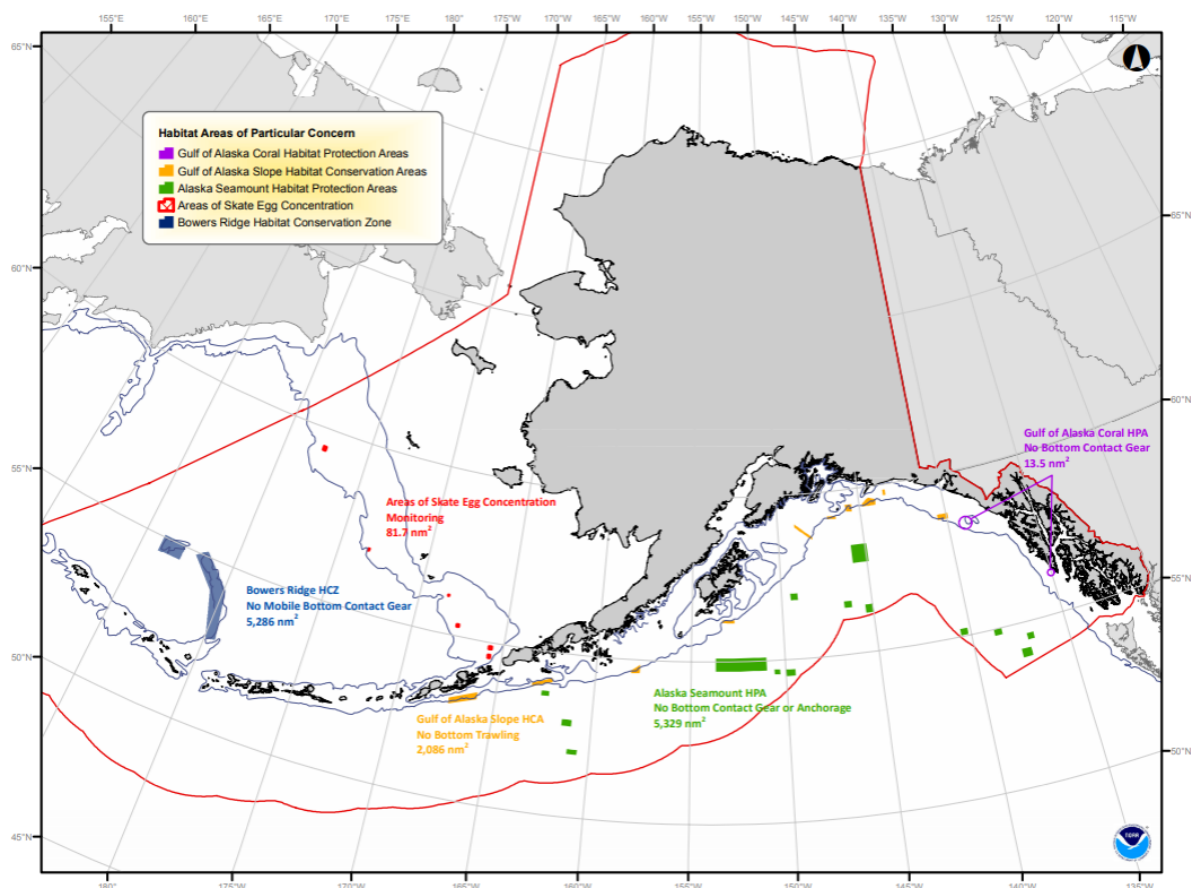 155°E 160°E 165°E 170°E 175°E 180° 175°W 170°W 165°W 160°W 155°W 150°W 145°W 140°W 135°W 130°W 125°W 120°W 115°W
65°N
Habitat Areas of Particular Concern
Gulf of Alaska Coral Habitat Protection Areas
Gulf of Alaska Slope Habitat Conservation Areas
Alaska Seamount Habitat Protection Areas
Areas of Skate Egg Concentration
Bowers Ridge Habitat Conservation Zone
65°N
60°N
60°N
Gulf of Alaska Coral HPA
No Bottom Contact Gear
13.5 nm²
55°N
Areas of Skate Egg Concentration
Monitoring
81.7 nm²
55°N
Bowers Ridge HCZ
No Mobile Bottom Contact Gear
5,286 nm²
50°N
Alaska Seamount HPA
No Bottom Contact Gear or Anchorage
5,329 nm²
Gulf of Alaska Slope HCA
No Bottom Trawling
2,086 nm²
50°N
45°N
NOAA
180° 175°W 170°W 165°W 160°W 155°W 150°W 145°W 140°W 135°W